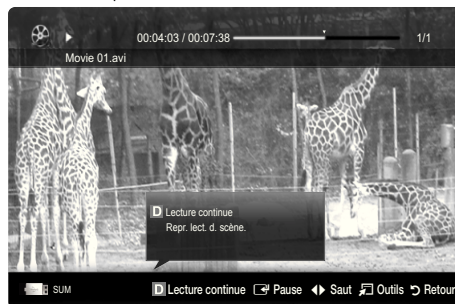 00:04:03 / 00:07:38 1/1
Movie 01.avi
D Lecture continue
Repr. lect. d. scène.
SUM D Lecture continue Pause Saut Outils Retour